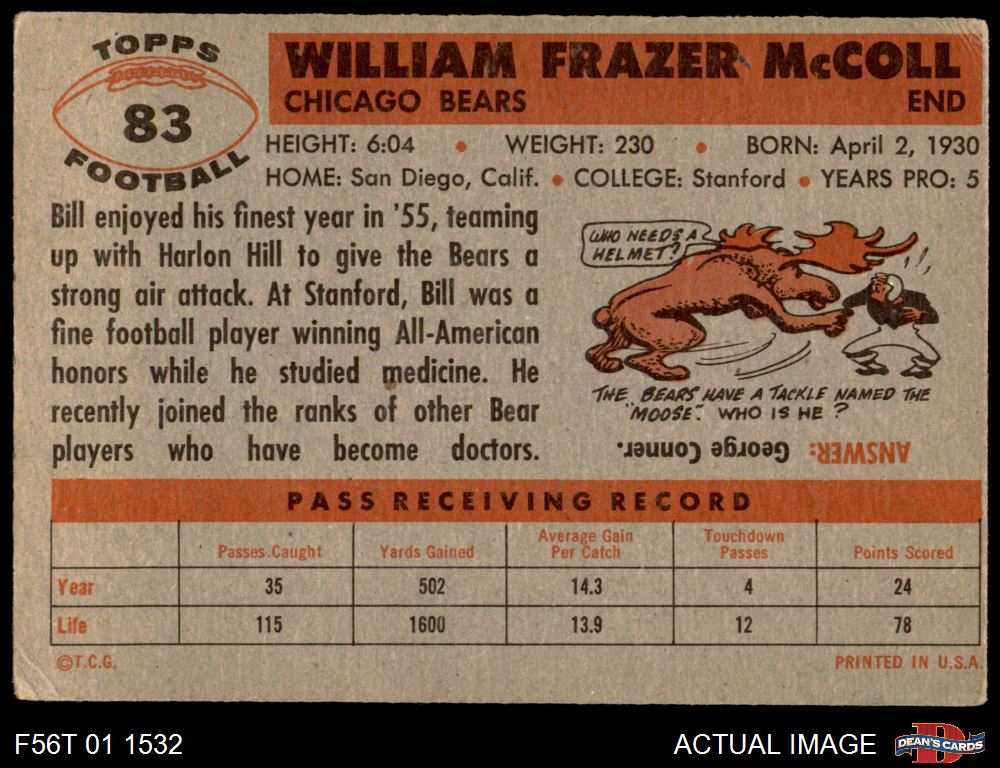 TOPPS
83
FOOTBALL
WILLIAM FRAZER McCOLL
CHICAGO BEARS END
HEIGHT: 6:04 • WEIGHT: 230 • BORN: April 2, 1930
HOME: San Diego, Calif. • COLLEGE: Stanford • YEARS PRO: 5
Bill enjoyed his finest year in '55, teaming
up with Harlon Hill to give the Bears a
strong air attack. At Stanford, Bill was a
fine football player winning All-American
honors while he studied medicine. He
recently joined the ranks of other Bear
players who have become doctors.
WHO NEEDS A
HELMET?
THE BEARS HAVE A TACKLE NAMED THE
"MOOSE". WHO IS HE?
ANSWER: George Conner.
PASS RECEIVING RECORD
Passes Caught Yards Gained Average Gain Per Catch Touchdown Passes Points Scored
Year 35 502 14.3 4 24
Life 115 1600 13.9 12 78
©T.C.G. PRINTED IN U.S.A.
F56T 01 1532 ACTUAL IMAGE D DEAN'S CARDS